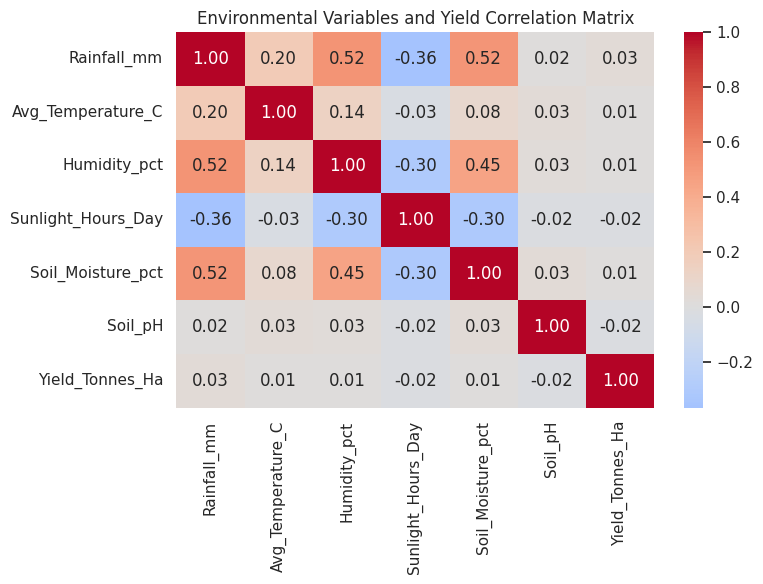 Environmental Variables and Yield Correlation Matrix
Rainfall_mm 1.00 0.20 0.52 -0.36 0.52 0.02 0.03
Avg_Temperature_C 0.20 1.00 0.14 -0.03 0.08 0.03 0.01
Humidity_pct 0.52 0.14 1.00 -0.30 0.45 0.03 0.01
Sunlight_Hours_Day -0.36 -0.03 -0.30 1.00 -0.30 -0.02 -0.02
Soil_Moisture_pct 0.52 0.08 0.45 -0.30 1.00 0.03 0.01
Soil_pH 0.02 0.03 0.03 -0.02 0.03 1.00 -0.02
Yield_Tonnes_Ha 0.03 0.01 0.01 -0.02 0.01 -0.02 1.00
Rainfall_mm
Avg_Temperature_C
Humidity_pct
Sunlight_Hours_Day
Soil_Moisture_pct
Soil_pH
Yield_Tonnes_Ha
1.0
0.8
0.6
0.4
0.2
0.0
−0.2